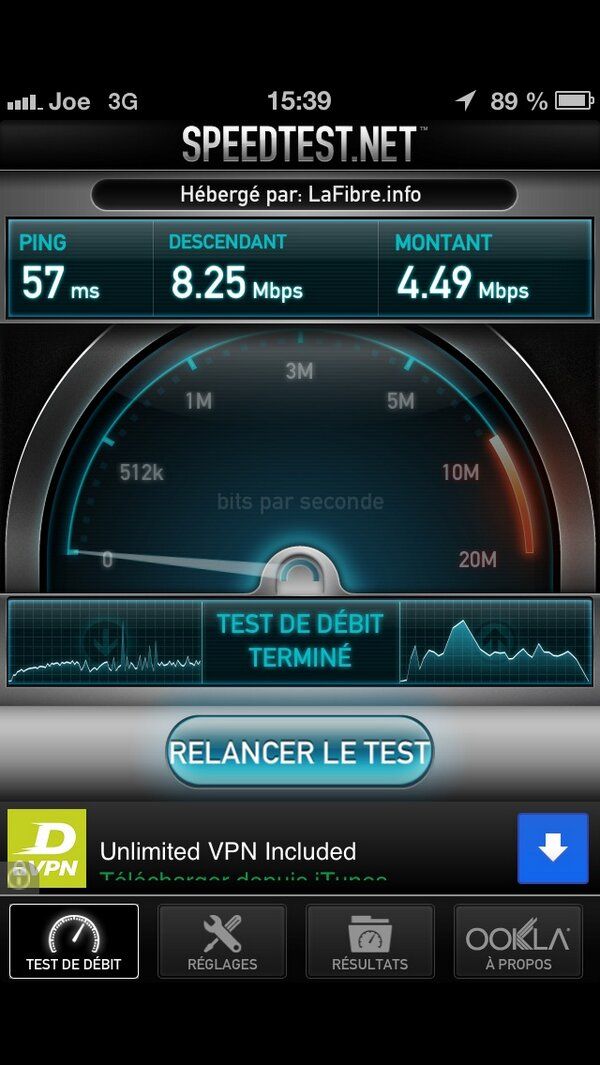 Joe 3G 15:39 89 %
SPEEDTEST.NET™
Hébergé par: LaFibre.info
PING DESCENDANT MONTANT
57 ms 8.25 Mbps 4.49 Mbps
3M
1M 5M
512k 10M
bits par seconde
0 20M
TEST DE DÉBIT
TERMINÉ
RELANCER LE TEST
D
VPN
Unlimited VPN Included
Télécharger depuis iTunes
TEST DE DÉBIT RÉGLAGES RÉSULTATS OOKLA À PROPOS